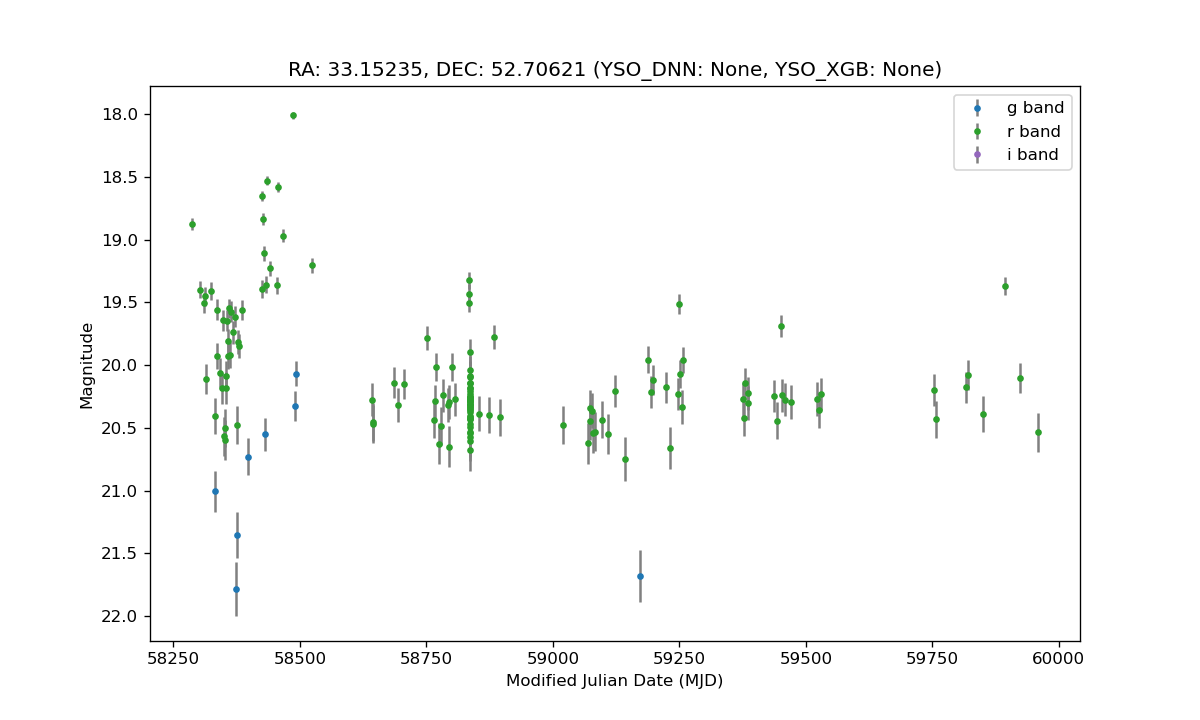 RA: 33.15235, DEC: 52.70621 (YSO_DNN: None, YSO_XGB: None)
g band
r band
i band
18.0
18.5
19.0
19.5
20.0
20.5
21.0
21.5
22.0
Magnitude
58250 58500 58750 59000 59250 59500 59750 60000
Modified Julian Date (MJD)